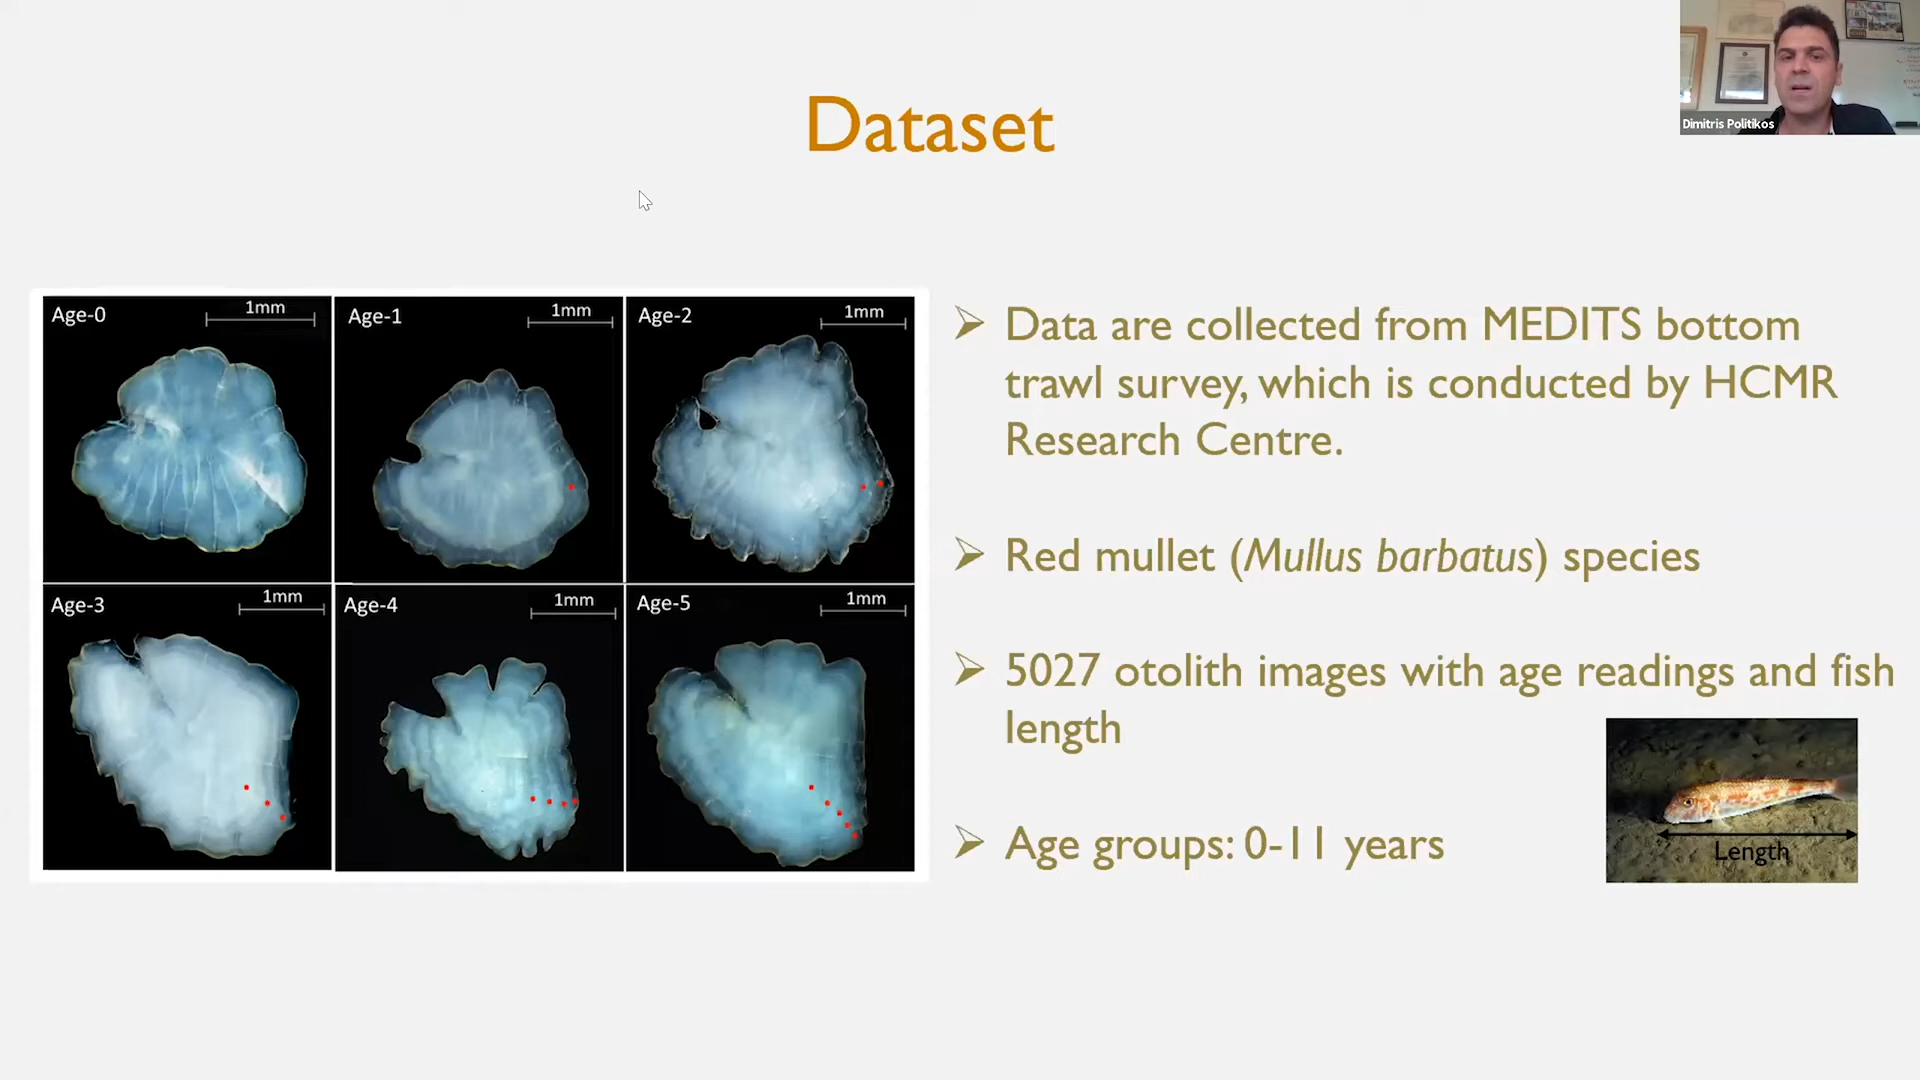 Dataset
Dimitris Politikos
Age-0
1mm
Age-1
1mm
Age-2
1mm
Age-3
1mm
Age-4
1mm
Age-5
1mm
Data are collected from MEDITS bottom
trawl survey, which is conducted by HCMR
Research Centre.
Red mullet (Mullus barbatus) species
5027 otolith images with age readings and fish
length
Age groups: 0-11 years
Length